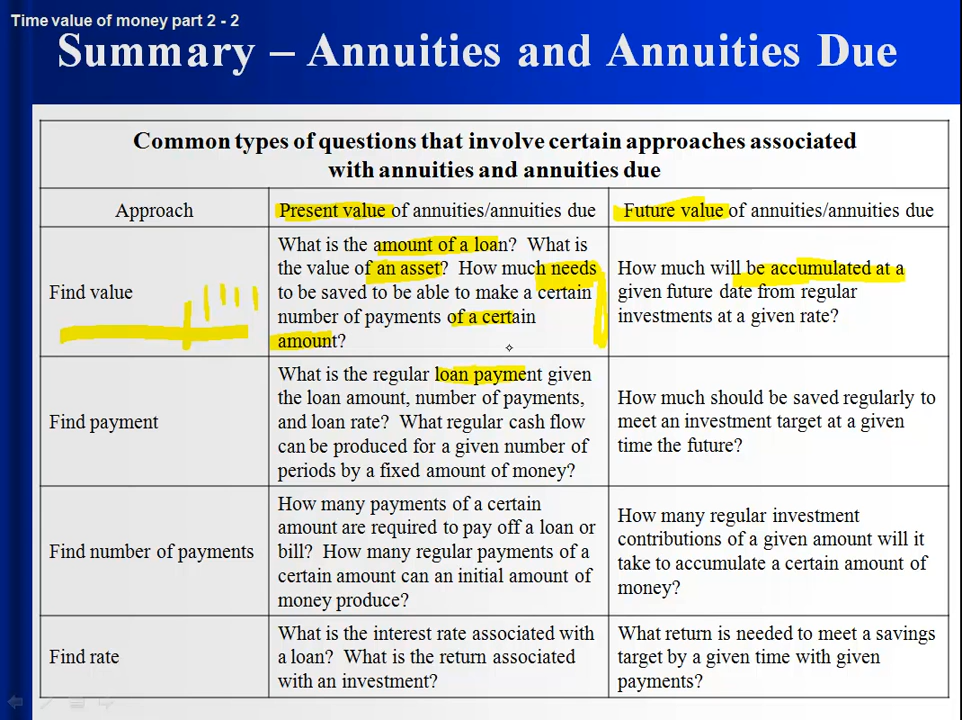 Time value of money part 2 - 2
Summary – Annuities and Annuities Due
Common types of questions that involve certain approaches associated
with annuities and annuities due
Approach
Present value of annuities/annuities due
Future value of annuities/annuities due
Find value
What is the amount of a loan? What is
the value of an asset? How much needs
to be saved to be able to make a certain
number of payments of a certain
amount?
How much will be accumulated at a
given future date from regular
investments at a given rate?
Find payment
What is the regular loan payment given
the loan amount, number of payments,
and loan rate? What regular cash flow
can be produced for a given number of
periods by a fixed amount of money?
How much should be saved regularly to
meet an investment target at a given
time the future?
Find number of payments
How many payments of a certain
amount are required to pay off a loan or
bill? How many regular payments of a
certain amount can an initial amount of
money produce?
How many regular investment
contributions of a given amount will it
take to accumulate a certain amount of
money?
Find rate
What is the interest rate associated with
a loan? What is the return associated
with an investment?
What return is needed to meet a savings
target by a given time with given
payments?